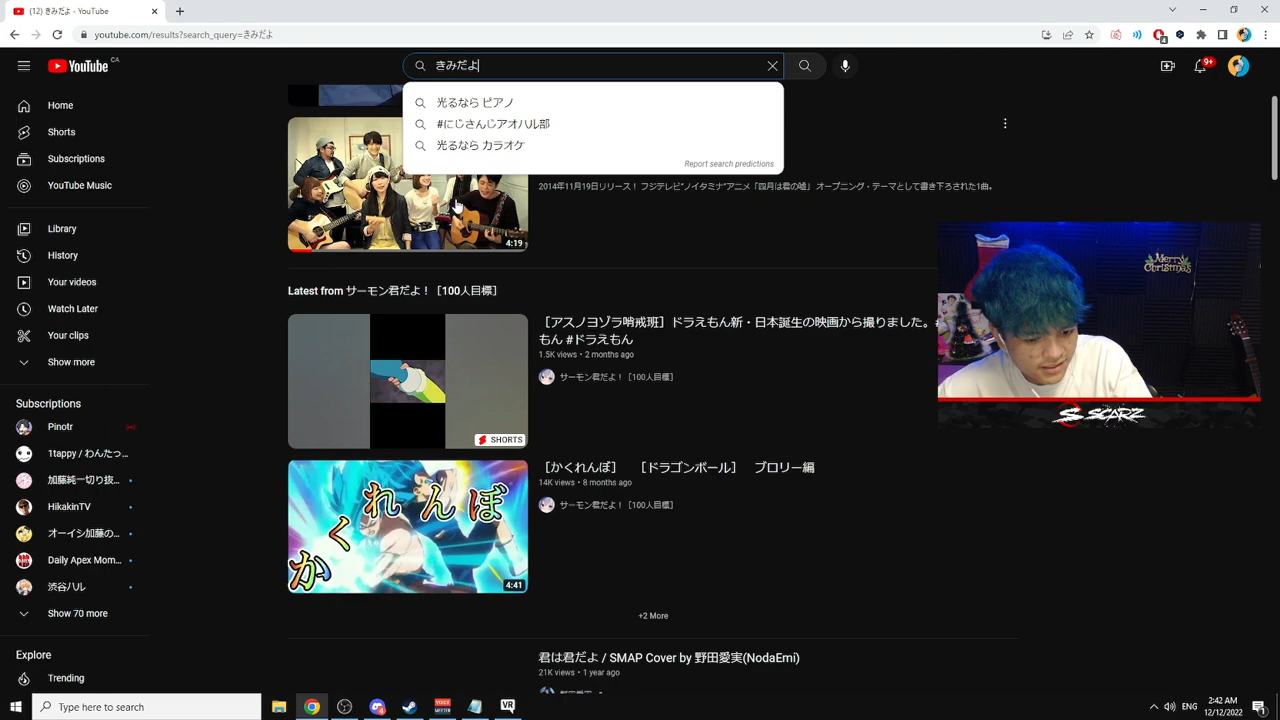 (12) きみだよ - YouTube
youtube.com/results?search_query=きみだよ
4
YouTube CA
きみだよ
9+
光るなら ピアノ
#にじさんじアオハル部
光るなら カラオケ
Report search predictions
Home
Shorts
Subscriptions
YouTube Music
Library
History
Your videos
Watch Later
Your clips
Show more
Subscriptions
Pinotr
1tappy / わんたっ...
加藤純一切り抜...
HikakinTV
オーイシ加藤の...
Daily Apex Mom...
渋谷ハル
Show 70 more
Explore
Trending
4:19
2014年11月19日リリース！ フジテレビ"ノイタミナ"アニメ「四月は君の嘘」 オープニング・テーマとして書き下ろされた1曲。
Latest from サーモン君だよ！［100人目標］
［アスノヨゾラ哨戒班］ドラえもん新・日本誕生の映画から撮りました。#
もん #ドラえもん
1.5K views • 2 months ago
サーモン君だよ！［100人目標］
SHORTS
［かくれんぼ］ ［ドラゴンボール］ ブロリー編
14K views • 8 months ago
サーモン君だよ！［100人目標］
かくれんぼ
4:41
+2 More
君は君だよ / SMAP Cover by 野田愛実(NodaEmi)
21K views • 1 year ago
Merry
Christmas
SCARZ
Type here to search
4
VOICE
MEETER
VR
ENG
2:42 AM
12/12/2022
1